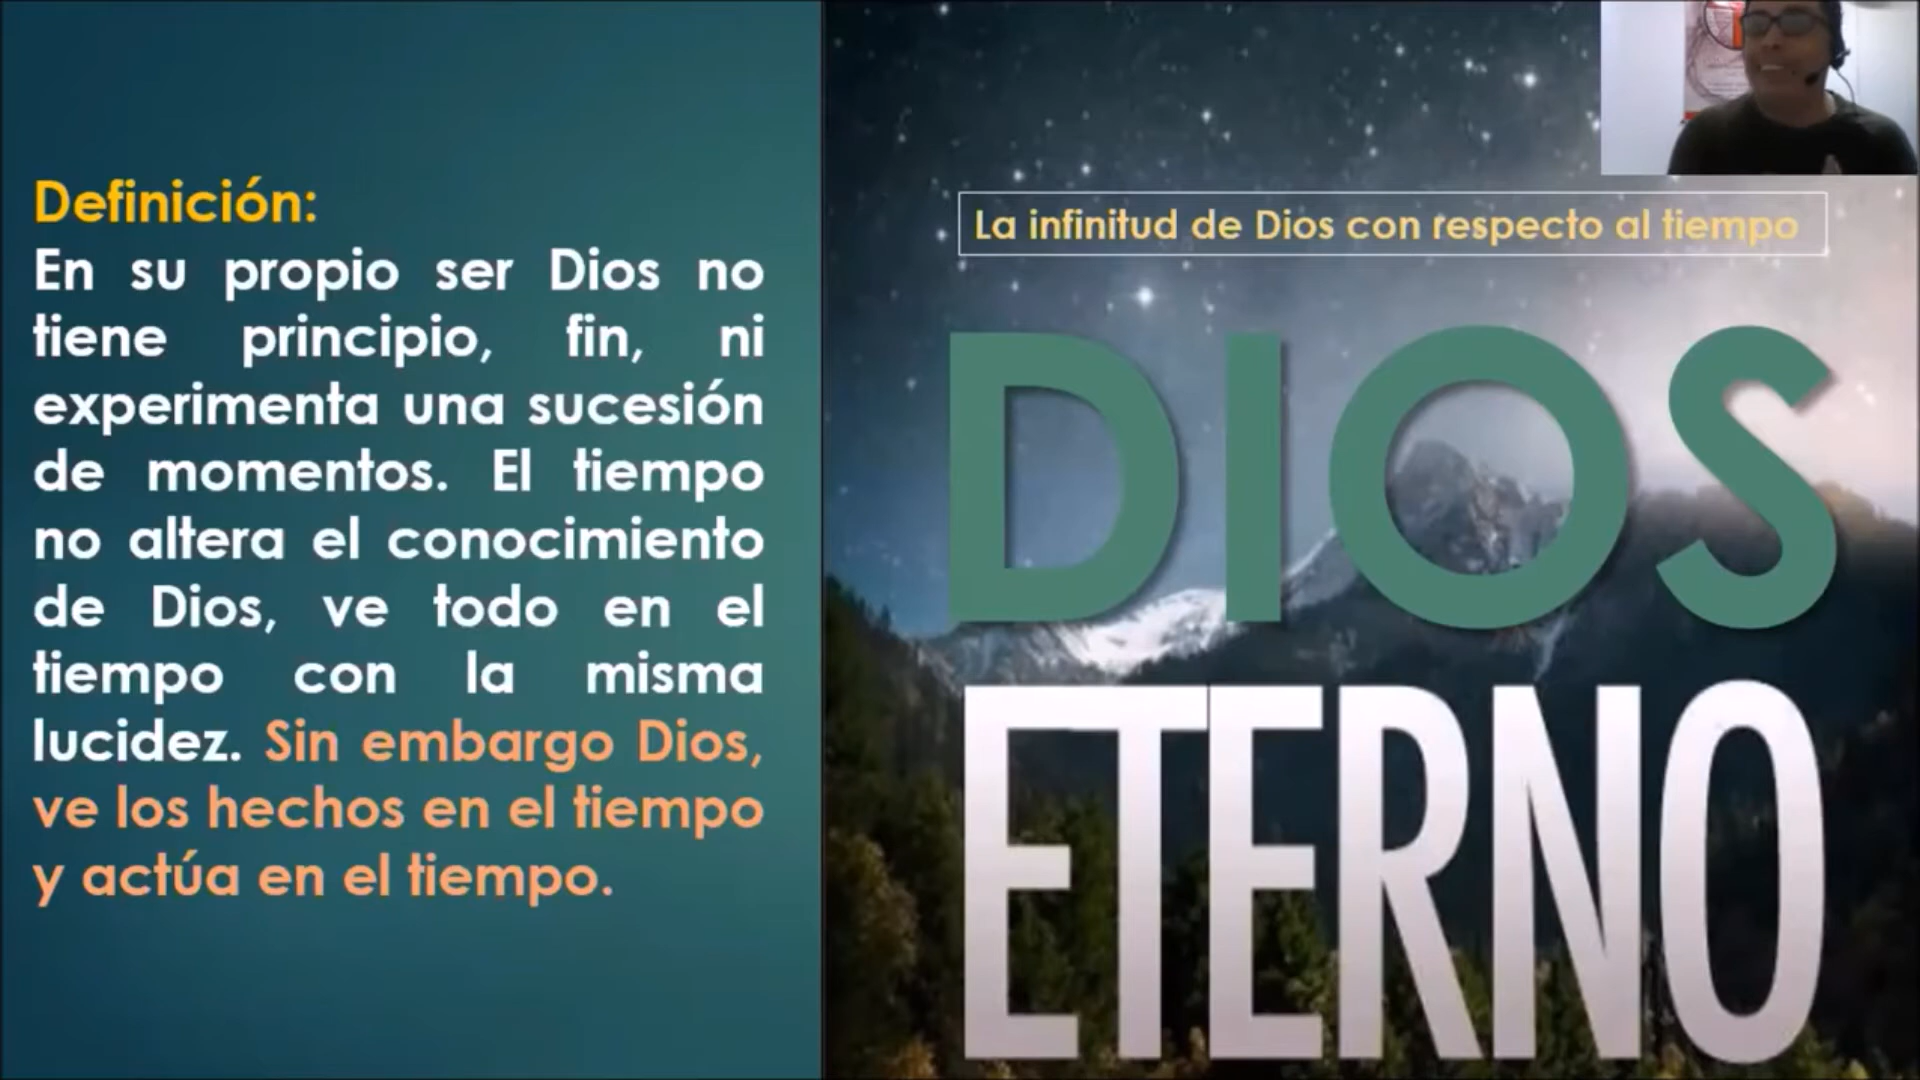 Definición:
En su propio ser Dios no
tiene principio, fin, ni
experimenta una sucesión
de momentos. El tiempo
no altera el conocimiento
de Dios, ve todo en el
tiempo con la misma
lucidez. Sin embargo Dios,
ve los hechos en el tiempo
y actúa en el tiempo.
La infinitud de Dios con respecto al tiempo
DIOS
ETERNO